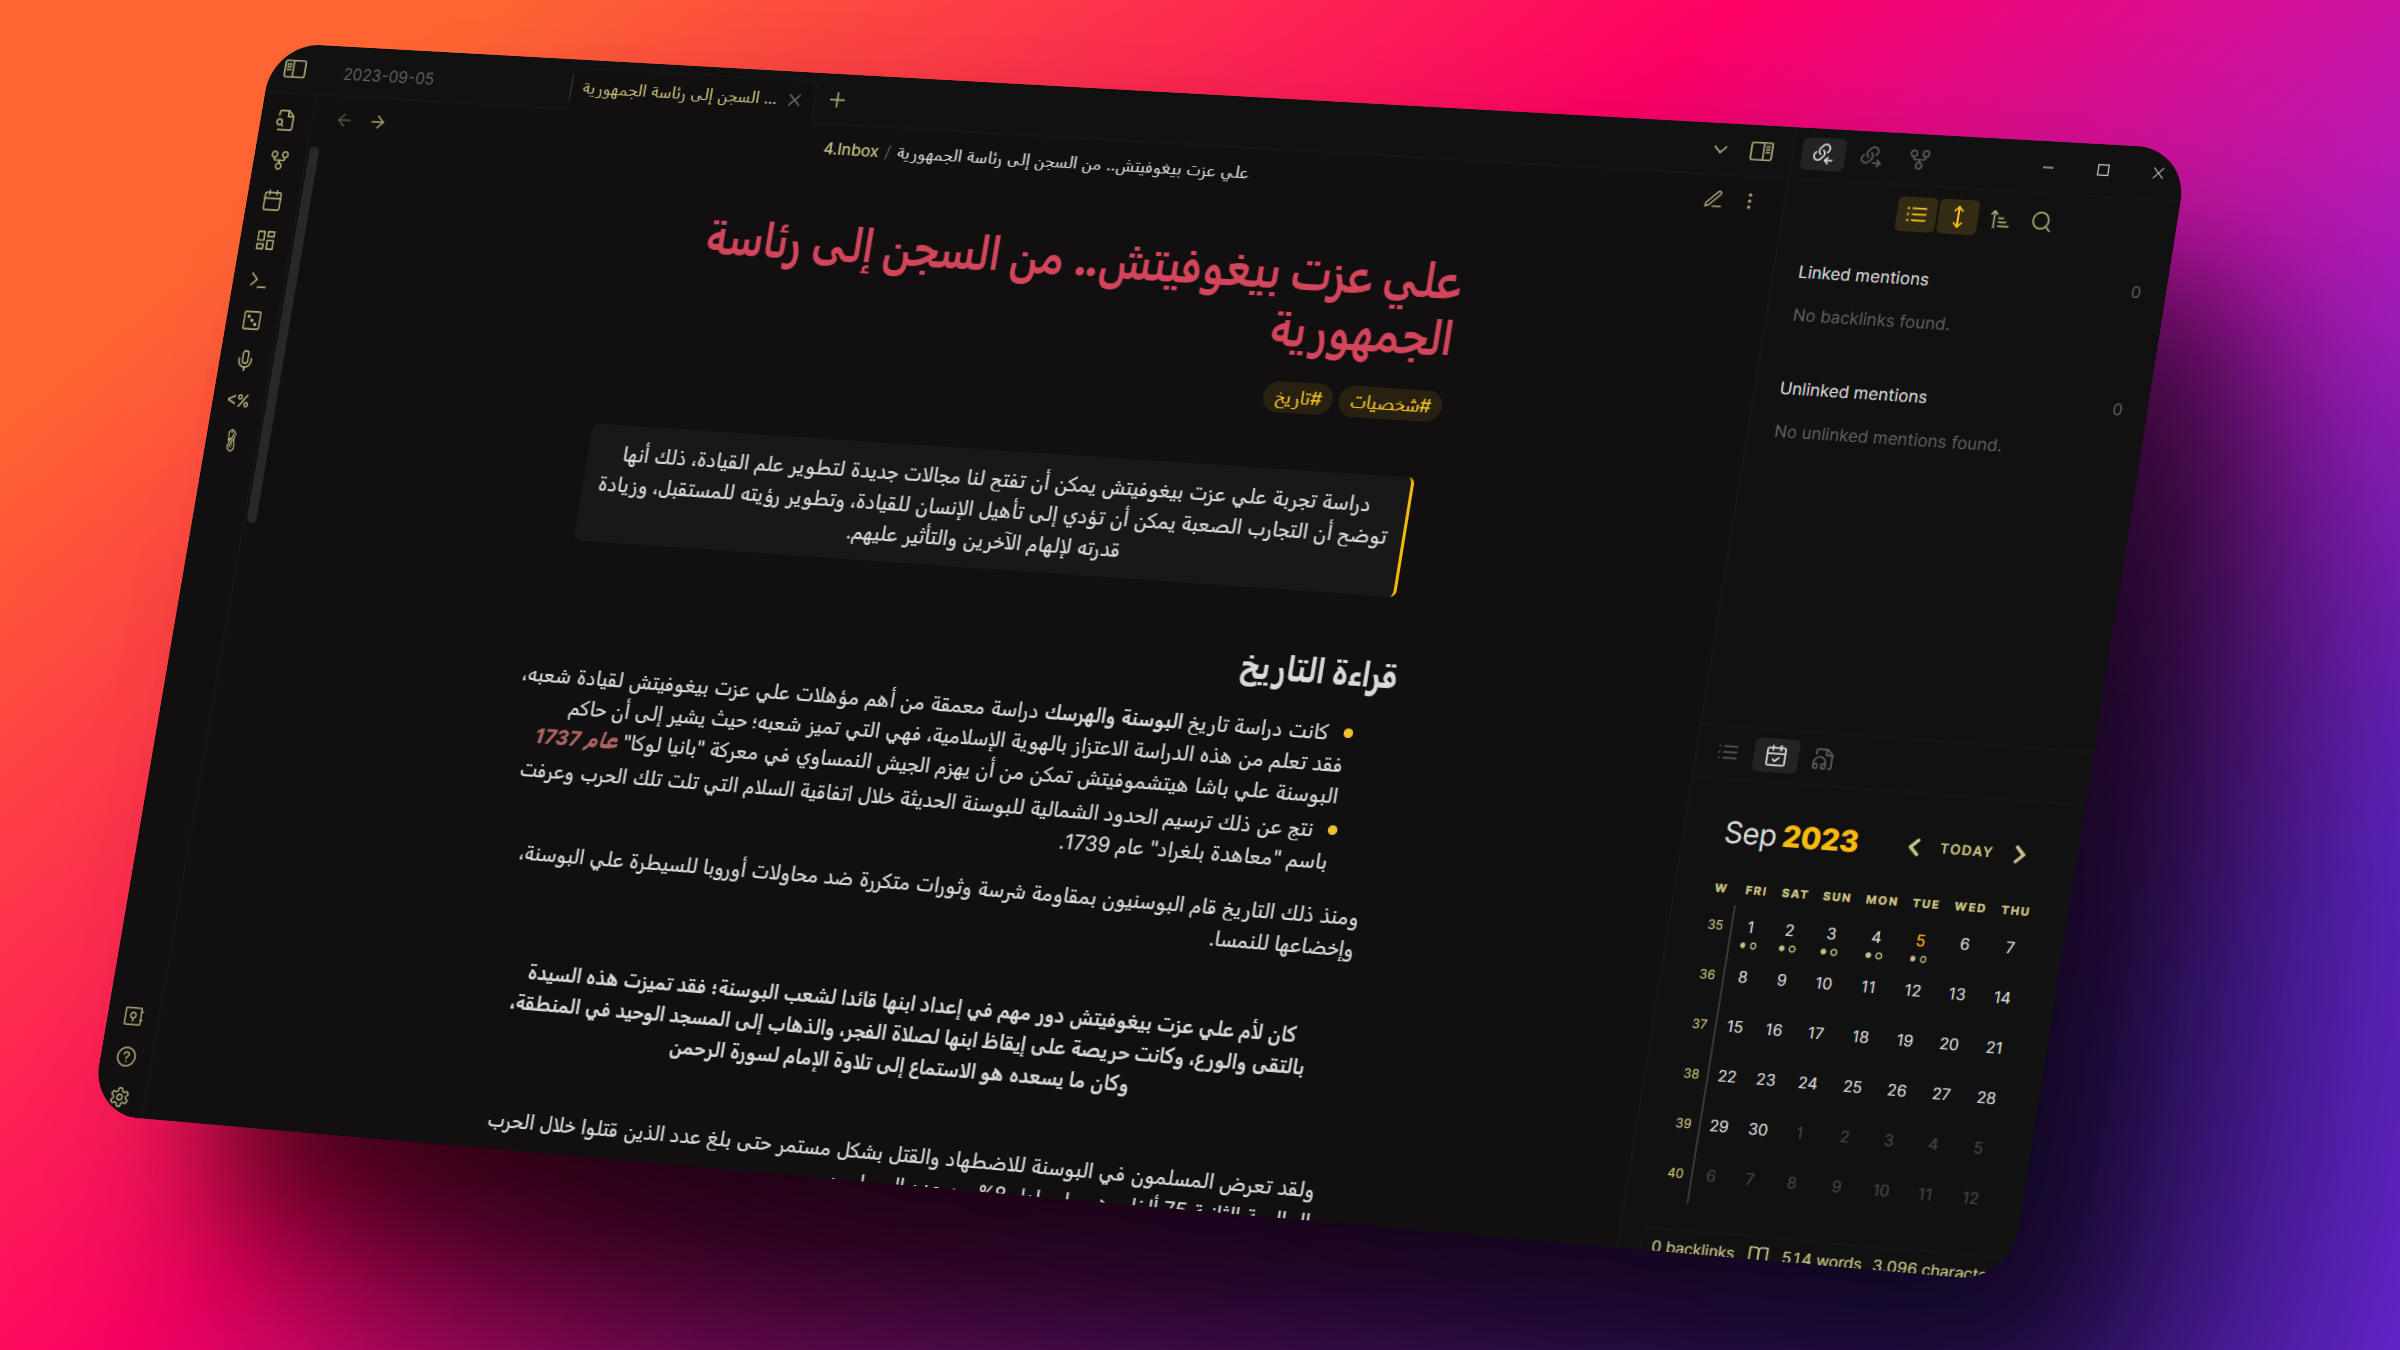 2023-09-05
السجن إلى رئاسة الجمهورية ...
4.Inbox / علي عزت بيغوفيتش.. من السجن إلى رئاسة الجمهورية
علي عزت بيغوفيتش.. من السجن إلى رئاسة
الجمهورية
#شخصيات #تاريخ
دراسة تجربة علي عزت بيغوفيتش يمكن أن تفتح لنا مجالات جديدة لتطوير علم القيادة، ذلك أنها
توضح أن التجارب الصعبة يمكن أن تؤدي إلى تأهيل الإنسان للقيادة، وتطوير رؤيته للمستقبل، وزيادة
قدرته لإلهام الآخرين والتأثير عليهم.
قراءة التاريخ
كانت دراسة تاريخ البوسنة والهرسك دراسة معمقة من أهم مؤهلات علي عزت بيغوفيتش لقيادة شعبه،
فقد تعلم من هذه الدراسة الاعتزاز بالهوية الإسلامية، فهي التي تميز شعبه؛ حيث يشير إلى أن حاكم
البوسنة علي باشا هيتشموفيتش تمكن من أن يهزم الجيش النمساوي في معركة "بانيا لوكا" عام 1737
نتج عن ذلك ترسيم الحدود الشمالية للبوسنة الحديثة خلال اتفاقية السلام التي تلت تلك الحرب وعرفت
باسم "معاهدة بلغراد" عام 1739.
ومنذ ذلك التاريخ قام البوسنيون بمقاومة شرسة وثورات متكررة ضد محاولات أوروبا للسيطرة علي البوسنة،
وإخضاعها للنمسا.
كان لأم علي عزت بيغوفيتش دور مهم في إعداد ابنها قائدا لشعب البوسنة؛ فقد تميزت هذه السيدة
بالتقى والورع، وكانت حريصة على إيقاظ ابنها لصلاة الفجر، والذهاب إلى المسجد الوحيد في المنطقة،
وكان ما يسعده هو الاستماع إلى تلاوة الإمام لسورة الرحمن
ولقد تعرض المسلمون في البوسنة للاضطهاد والقتل بشكل مستمر حتى بلغ عدد الذين قتلوا خلال الحرب
Linked mentions 0
No backlinks found.
Unlinked mentions 0
No unlinked mentions found.
Sep 2023 TODAY
W FRI SAT SUN MON TUE WED THU
35 1 2 3 4 5 6 7
36 8 9 10 11 12 13 14
37 15 16 17 18 19 20 21
38 22 23 24 25 26 27 28
39 29 30 1 2 3 4 5
40 6 7 8 9 10 11 12
0 backlinks 514 words 3,096